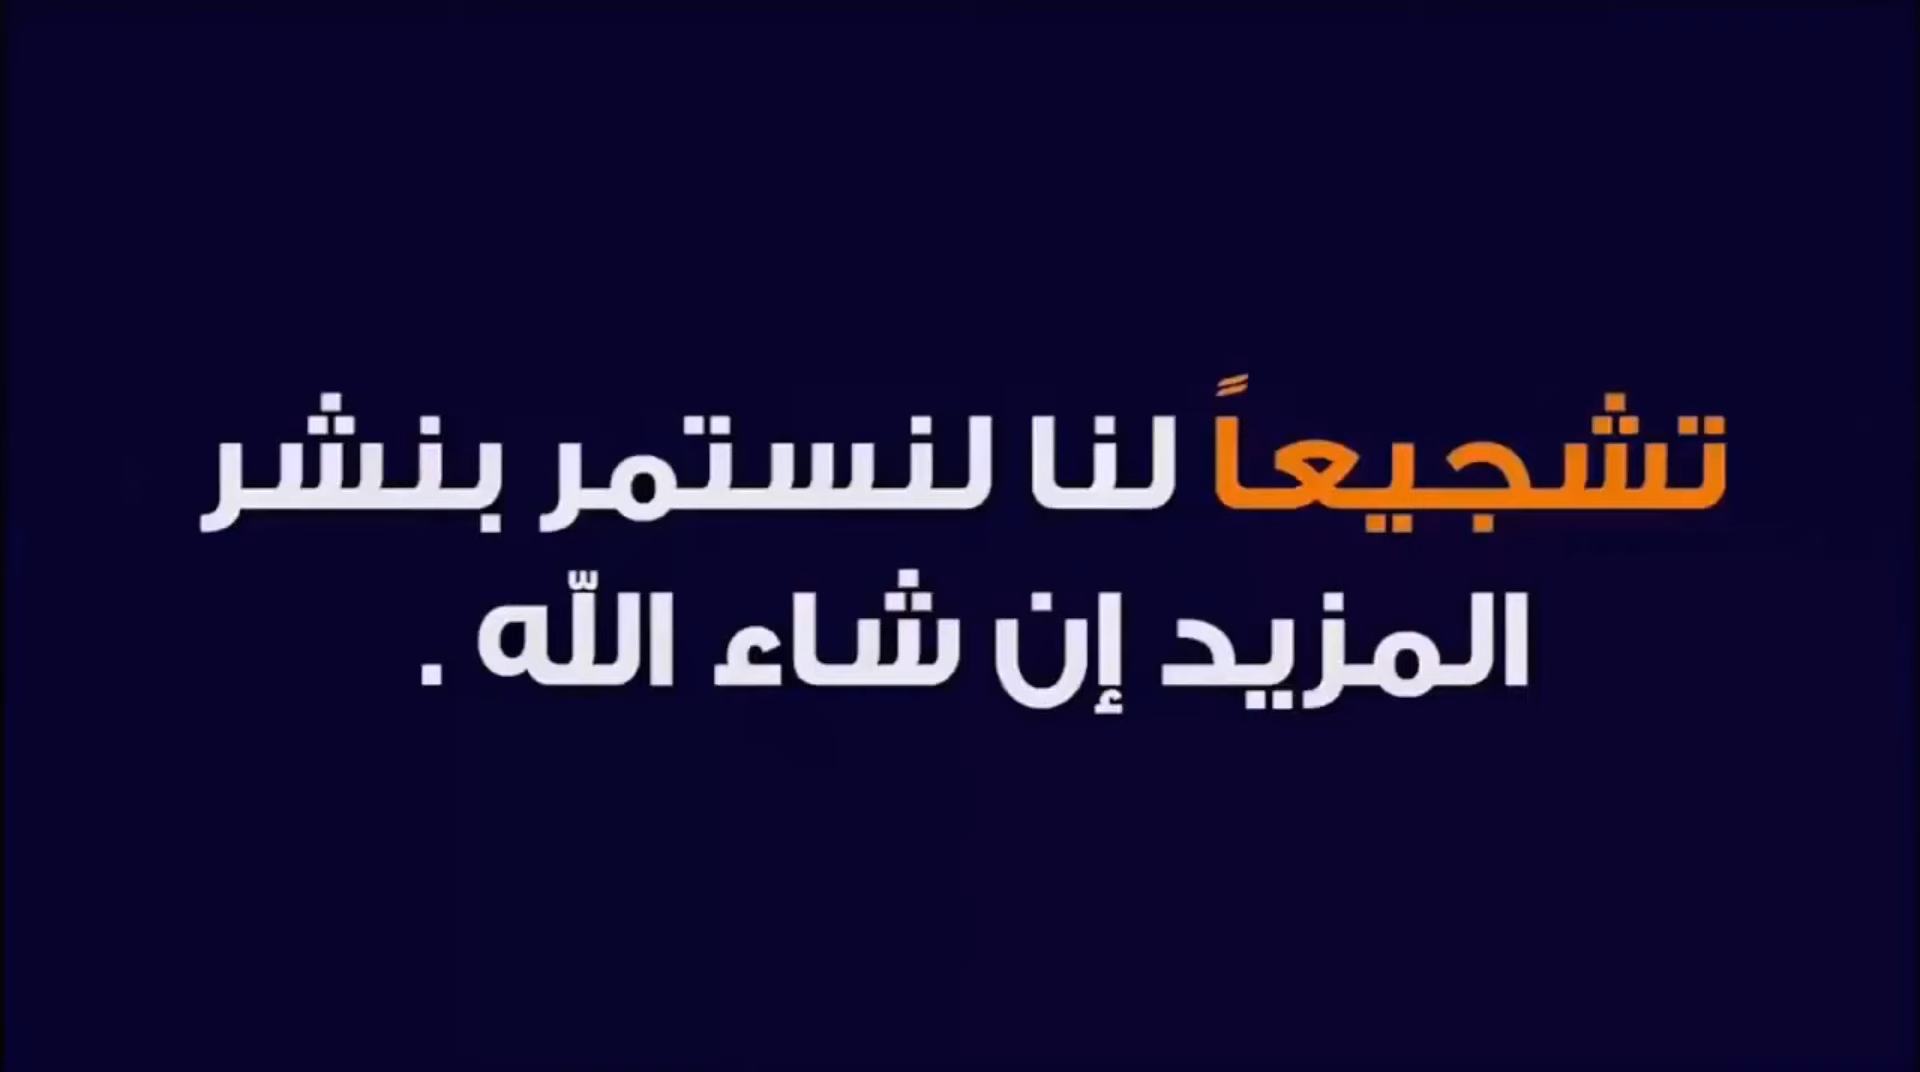 تشجيعاً لنا لنستمر بنشر
المزيد إن شاء اللّه .